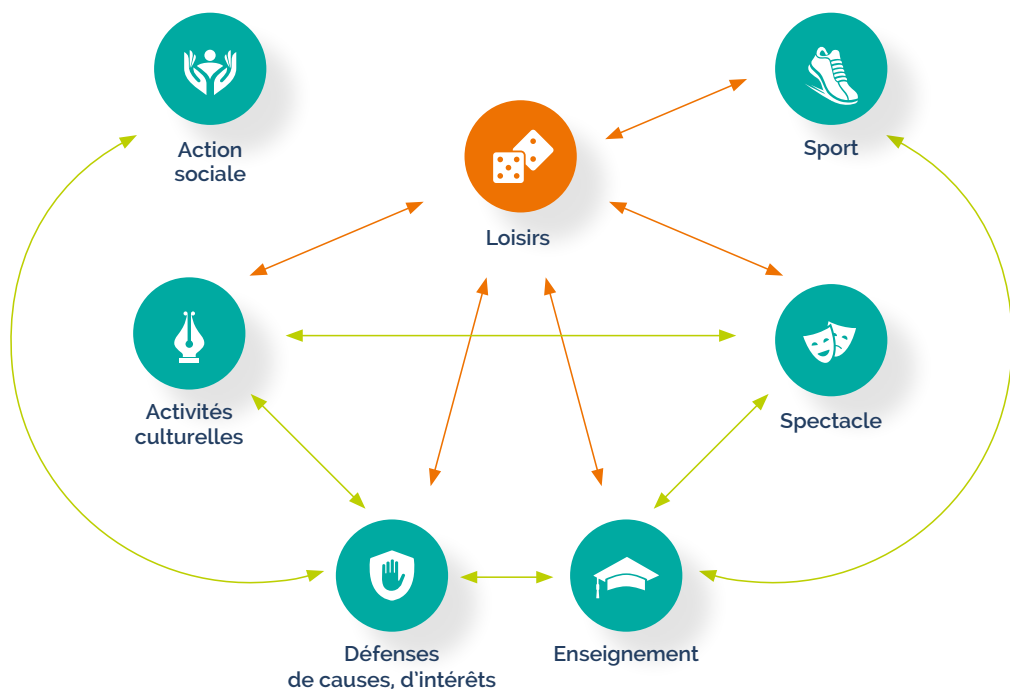 Action
sociale
Sport
Loisirs
Activités
culturelles
Spectacle
Défenses
de causes, d'intérêts
Enseignement